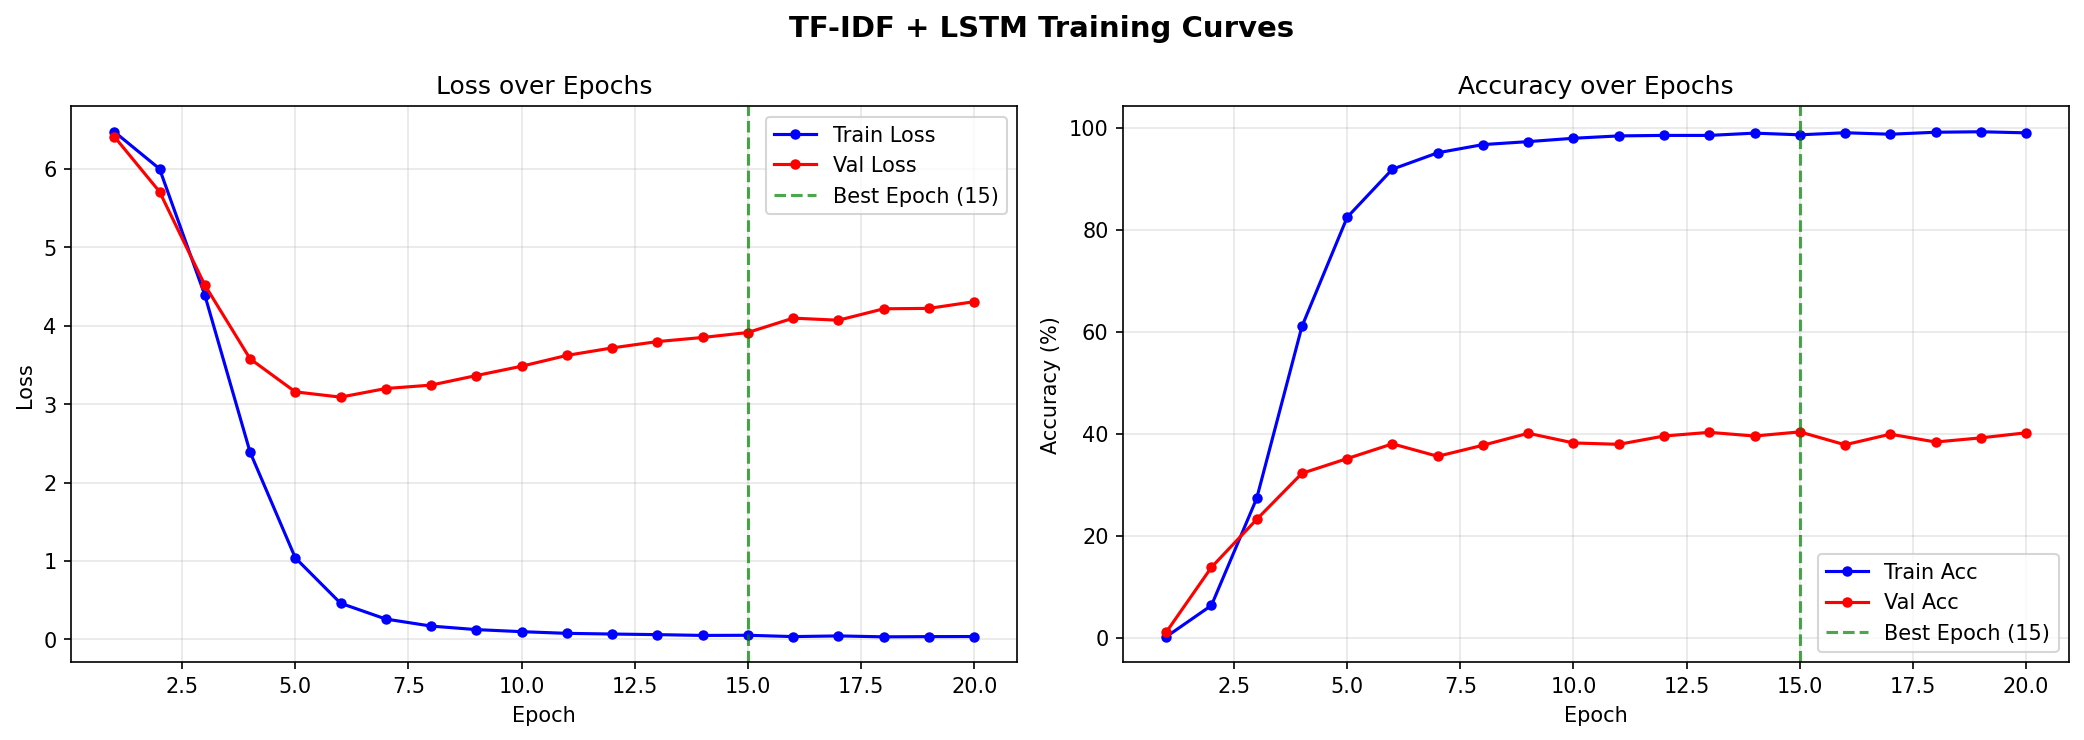 TF-IDF + LSTM Training Curves
Loss over Epochs
Loss
6
5
4
3
2
1
0
Train Loss
Val Loss
Best Epoch (15)
2.5 5.0 7.5 10.0 12.5 15.0 17.5 20.0
Epoch
Accuracy over Epochs
Accuracy (%)
100
80
60
40
20
0
Train Acc
Val Acc
Best Epoch (15)
2.5 5.0 7.5 10.0 12.5 15.0 17.5 20.0
Epoch